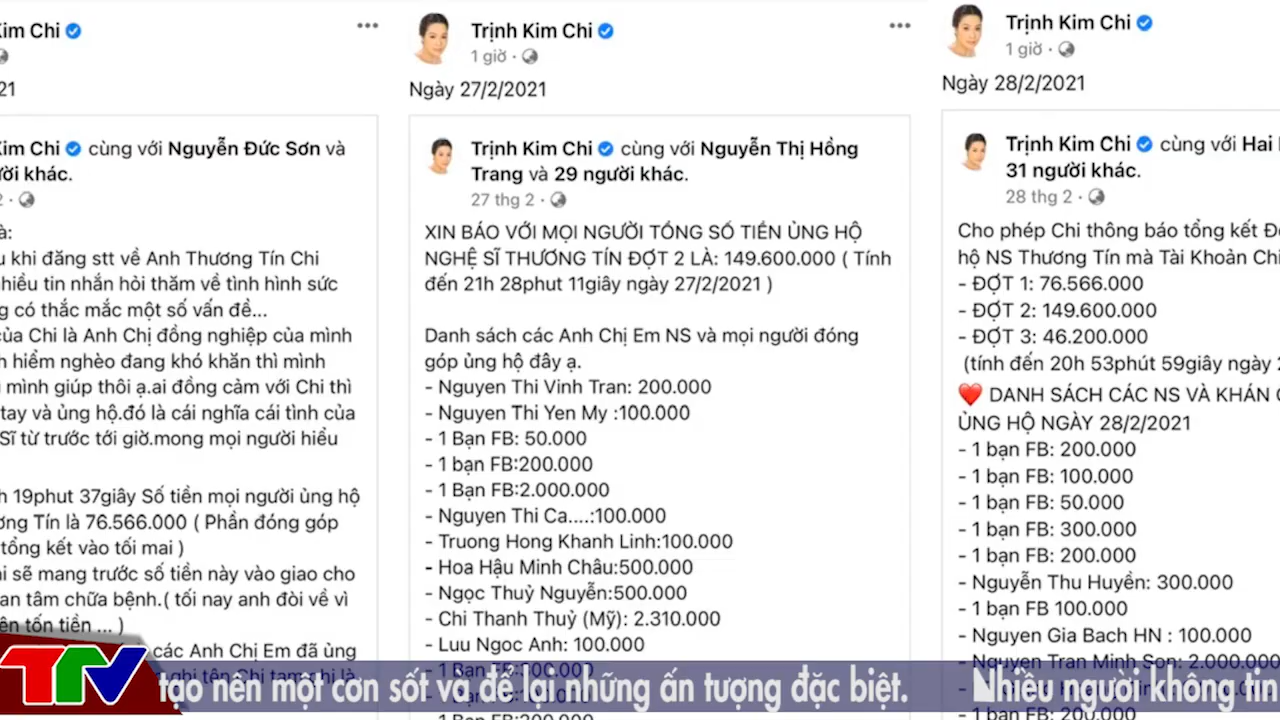 im Chi
21
im Chi cùng với Nguyễn Đức Sơn và
ời khác.
2 ·
à:
u khi đăng stt về Anh Thương Tín Chi
hiều tin nhắn hỏi thăm về tình hình sức
g có thắc mắc một số vấn đề...
của Chi là Anh Chị đồng nghiệp của mình
h hiểm nghèo đang khó khăn thì mình
i mình giúp thôi ạ.ai đồng cảm với Chi thì
tay và ủng hộ.đó là cái nghĩa cái tình của
Sĩ từ trước tới giờ.mong mọi người hiểu
h 19phut 37giây Số tiền mọi người ủng hộ
ơng Tín là 76.566.000 ( Phần đóng góp
tổng kết vào tối mai )
i sẽ mang trước số tiền này vào giao cho
an tâm chữa bệnh.( tối nay anh đòi về vì
ên tốn tiền ... )
các Anh Chị Em đã ủng
Trịnh Kim Chi
1 giờ ·
Ngày 27/2/2021
Trịnh Kim Chi cùng với Nguyễn Thị Hồng
Trang và 29 người khác.
27 thg 2 ·
XIN BÁO VỚI MỌI NGƯỜI TỔNG SỐ TIỀN ỦNG HỘ
NGHỆ SĨ THƯƠNG TÍN ĐỢT 2 LÀ: 149.600.000 ( Tính
đến 21h 28phut 11giây ngày 27/2/2021 )
Danh sách các Anh Chị Em NS và mọi người đóng
góp ủng hộ đây ạ.
- Nguyen Thi Vinh Tran: 200.000
- Nguyen Thi Yen My :100.000
- 1 Bạn FB: 50.000
- 1 bạn FB:200.000
- 1 Bạn FB:2.000.000
- Nguyen Thi Ca....:100.000
- Truong Hong Khanh Linh:100.000
- Hoa Hậu Minh Châu:500.000
- Ngọc Thuỷ Nguyễn:500.000
- Chi Thanh Thuỷ (Mỹ): 2.310.000
- Luu Ngoc Anh: 100.000
Trịnh Kim Chi
1 giờ ·
Ngày 28/2/2021
Trịnh Kim Chi cùng với Hai
31 người khác.
28 thg 2 ·
Cho phép Chi thông báo tổng kết Đ
hộ NS Thương Tín mà Tài Khoản Chi
- ĐỢT 1: 76.566.000
- ĐỢT 2: 149.600.000
- ĐỢT 3: 46.200.000
(tính đến 20h 53phút 59giây ngày 2
❤️ DANH SÁCH CÁC NS VÀ KHÁN
ỦNG HỘ NGÀY 28/2/2021
- 1 bạn FB: 200.000
- 1 bạn FB: 100.000
- 1 bạn FB: 50.000
- 1 bạn FB: 300.000
- 1 bạn FB: 200.000
- Nguyễn Thu Huyền: 300.000
- 1 bạn FB 100.000
- Nguyen Gia Bach HN : 100.000
- Nguyen Tran Minh Son: 2.000.000
TTV
tạo nên một cơn sốt và để lại những ấn tượng đặc biệt. Nhiều người không tin